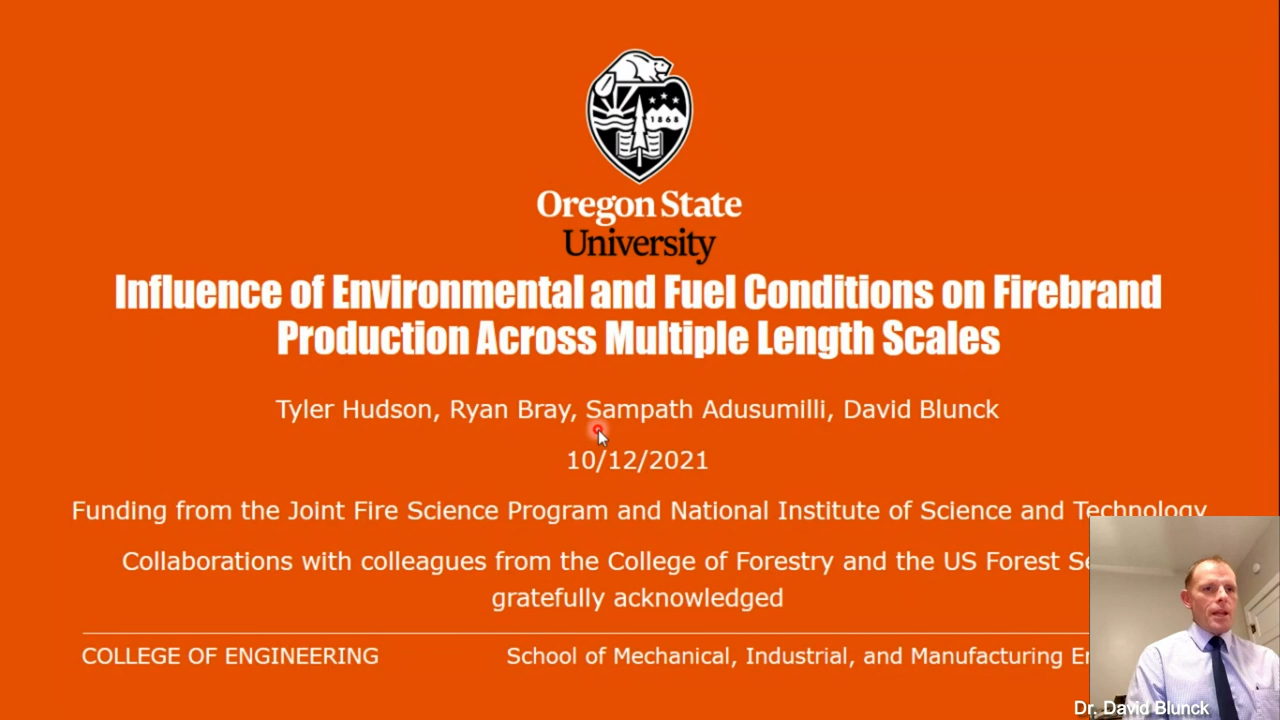 1868
Oregon State
University
Influence of Environmental and Fuel Conditions on Firebrand
Production Across Multiple Length Scales
Tyler Hudson, Ryan Bray, Sampath Adusumilli, David Blunck
10/12/2021
Funding from the Joint Fire Science Program and National Institute of Science and Technology
Collaborations with colleagues from the College of Forestry and the US Forest
gratefully acknowledged
COLLEGE OF ENGINEERING
School of Mechanical, Industrial, and Manufacturing
Dr. David Blunck